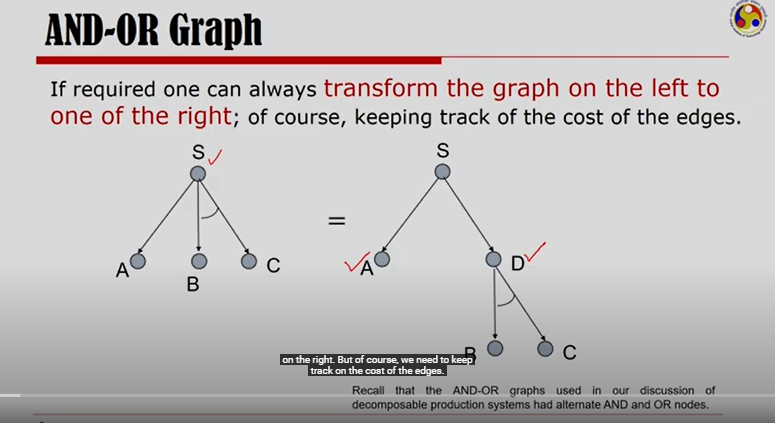 AND-OR Graph
If required one can always transform the graph on the left to
one of the right; of course, keeping track of the cost of the edges.
S
S
=
A
B
C
A
D
B
C
on the right. But of course, we need to keep
track on the cost of the edges.
Recall that the AND-OR graphs used in our discussion of
decomposable production systems had alternate AND and OR nodes.